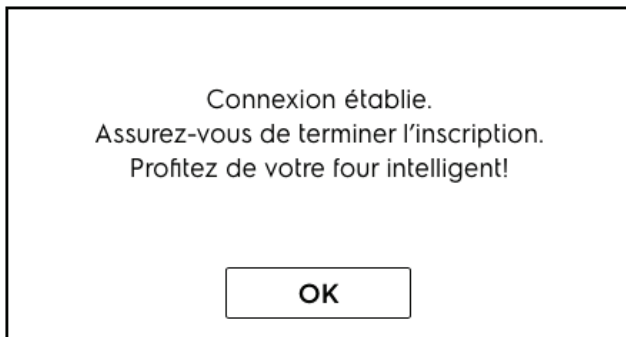 Connexion établie.
Assurez-vous de terminer l'inscription.
Profitez de votre four intelligent!
OK